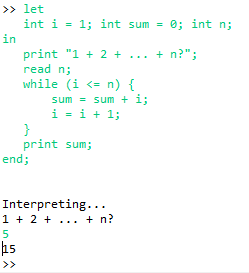 >> let
int i = 1; int sum = 0; int n;
in
print "1 + 2 + ... + n?";
read n;
while (i <= n) {
sum = sum + i;
i = i + 1;
}
print sum;
end;
Interpreting...
1 + 2 + ... + n?
5
15
>>